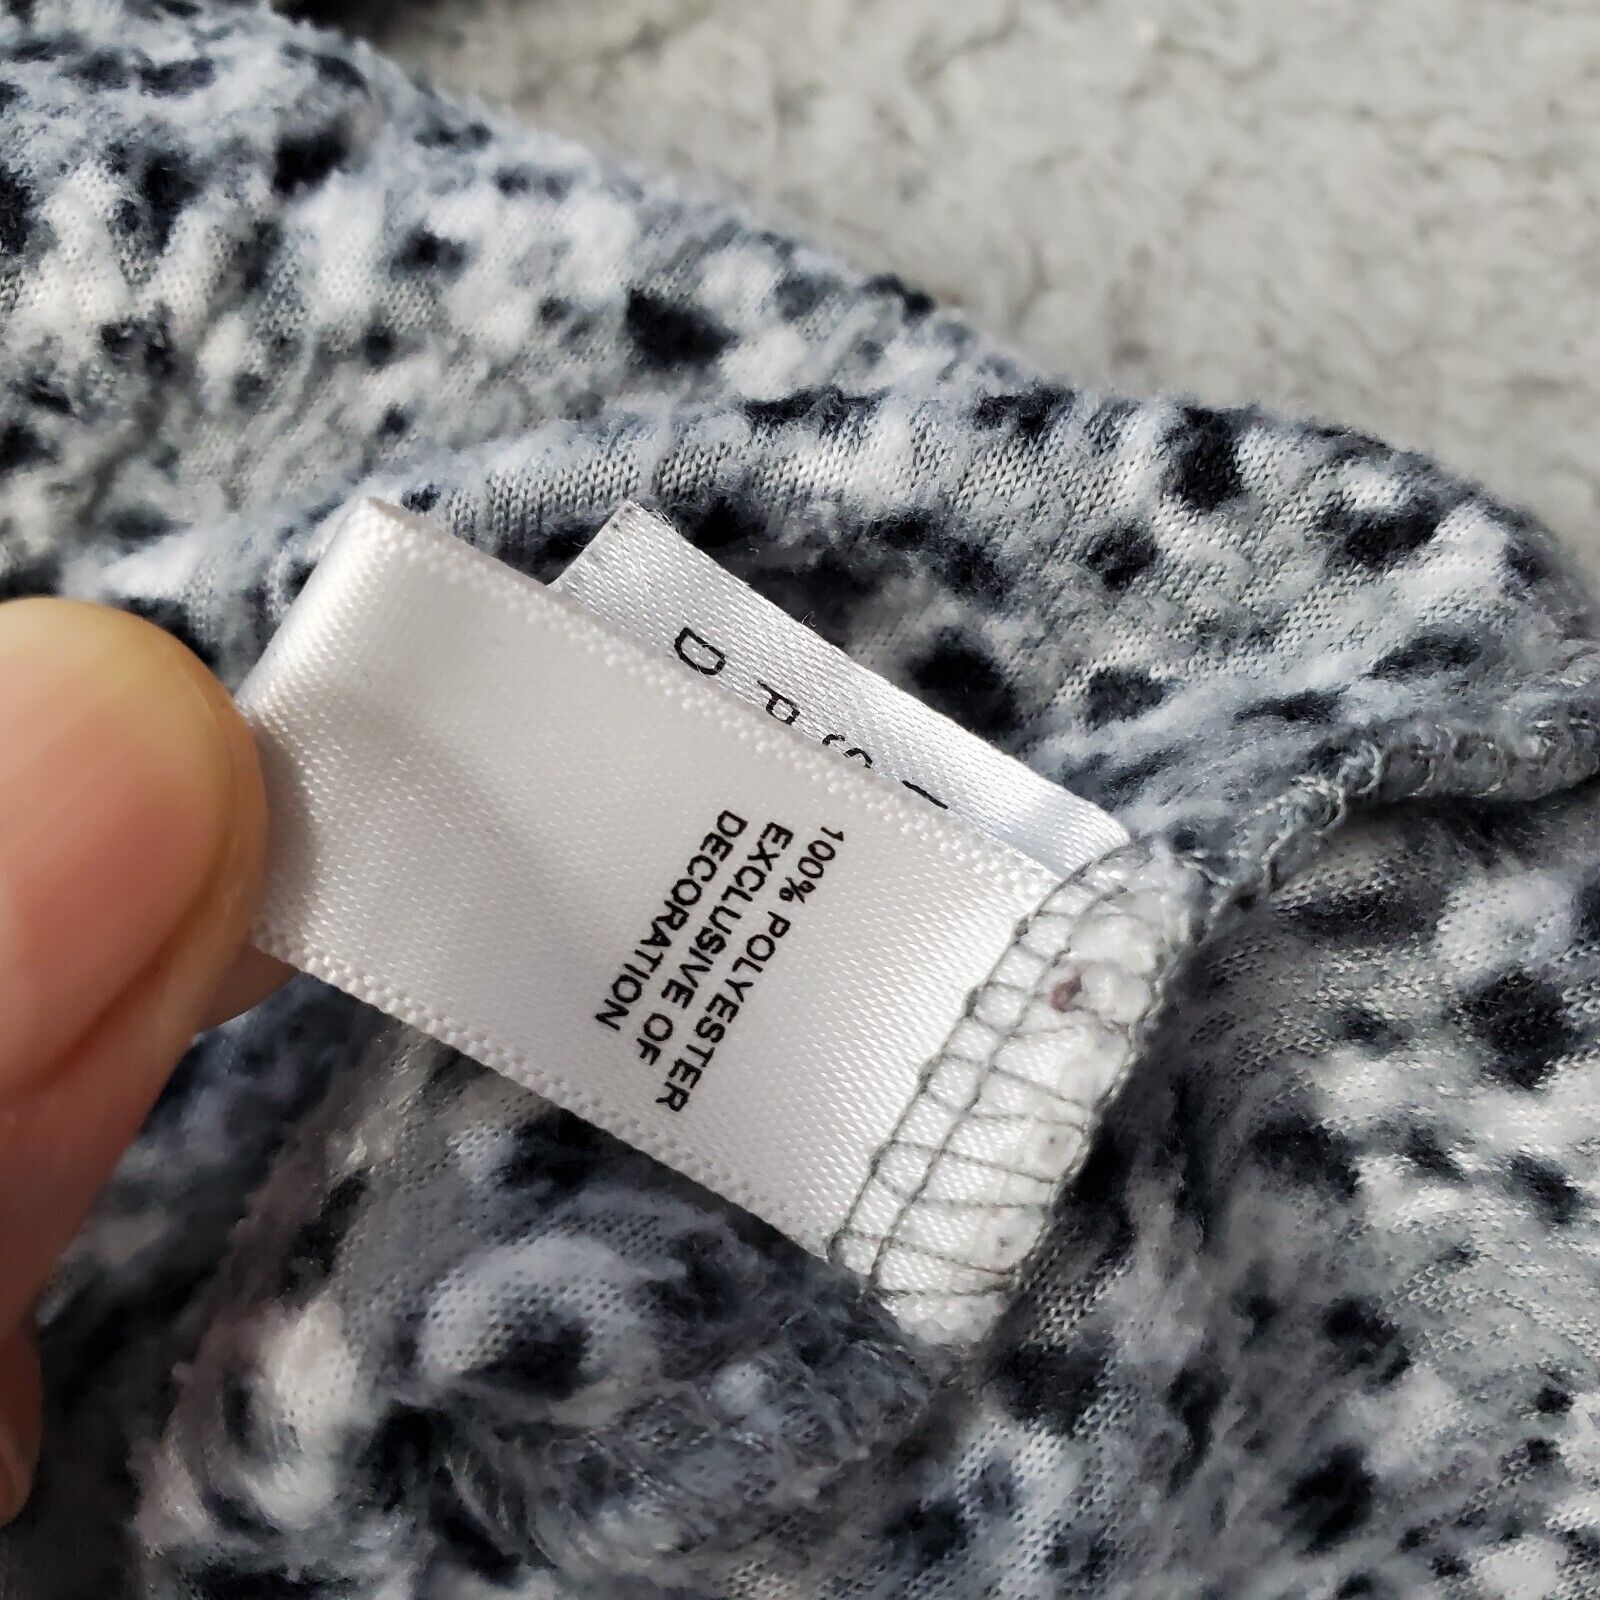 100% POLYESTER
EXCLUSIVE OF
DECORATION
D P S